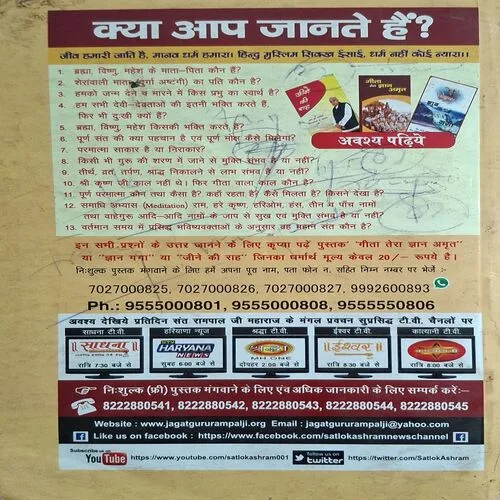 क्या आप जानते हैं?
जीव हमारी जाति है, मानव धर्म हमारा। हिन्दु मुस्लिम सिक्ख ईसाई, धर्म नहीं कोई न्यारा।।
1. ब्रह्मा, विष्णु, महेश के माता–पिता कौन हैं?
2. शेरांवाली माता (दुर्गा अष्टंगी) का पति कौन है?
3. हमको जन्म देने व मारने में किस प्रभु का स्वार्थ है?
4. हम सभी देवी–देवताओं की इतनी भक्ति करते हैं,
फिर भी दुःखी क्यों हैं?
5. ब्रह्मा, विष्णु, महेश किसकी भक्ति करते हैं?
6. पूर्ण संत की क्या पहचान है एवं पूर्ण मोक्ष कैसे मिलेगा?
7. परमात्मा साकार है या निराकार?
8. किसी भी गुरू की शरण में जाने से मुक्ति संभव है या नहीं?
9. तीर्थ, व्रत, तर्पण, श्राद्ध निकालने से लाभ संभव है या नहीं?
10. श्री कृष्ण जी काल नहीं थे। फिर गीता वाला काल कौन है?
11. पूर्ण परमात्मा कौन तथा कैसा है? कहाँ रहता है? कैसे मिलता है? किसने देखा है?
12. समाधि अभ्यास (Meditation) राम, हरे कृष्ण, हरिओम, हंस, तीन व पाँच नामों
तथा वाहेगुरू आदि–आदि नामों के जाप से सुख एवं मुक्ति संभव है या नहीं?
13. वर्तमान समय में प्रसिद्ध भविष्यवक्ताओं के अनुसार वह महान संत कौन है?
जीने की राह
गीता तेरा ज्ञान अमृत
अवश्य पढ़िये
इन सभी प्रश्नों के उत्तर जानने के लिए कृप्या पढ़ें पुस्तक "गीता तेरा ज्ञान अमृत"
या "ज्ञान गंगा" या "जीने की राह" जिनका धर्मार्थ मूल्य केवल 20/– रूपये है।
निःशुल्क पुस्तक मंगवाने के लिए हमें अपना पूरा नाम, पता फोन न. सहित निम्न नम्बर पर भेजें :-
7027000825, 7027000826, 7027000827, 9992600893
Ph.: 9555000801, 9555000808, 9555550806
अवश्य देखिये प्रतिदिन संत रामपाल जी महाराज के मंगल प्रवचन सुप्रसिद्ध टी.वी. चैनलों पर
साधना टी.वी. हरियाणा न्यूज श्रद्धा टी.वी. ईश्वर टी.वी. कात्यानी टी.वी.
साधना HARYANA NEWS श्रद्धा MH ONE ईश्वर
रात्रि 7:30 बजे से सुबह 6:00 बजे से दोपहर 2:00 बजे से रात्रि 8:30 बजे से रात्रि 8:00 बजे से
निःशुल्क (फ्री) पुस्तक मंगवाने के लिए एवं अधिक जानकारी के लिए सम्पर्क करें:–
8222880541, 8222880542, 8222880543, 8222880544, 8222880545
Website : www.jagatgururampalji.org Email : jagatgururampalji@yahoo.com
Like us on facebook : https://www.facebook.com/satlokashramnewschannel
Subscribe us on YouTube https://www.youtube.com/satlokashram001 follow us on twitter https://twitter.com/SatlokAshram